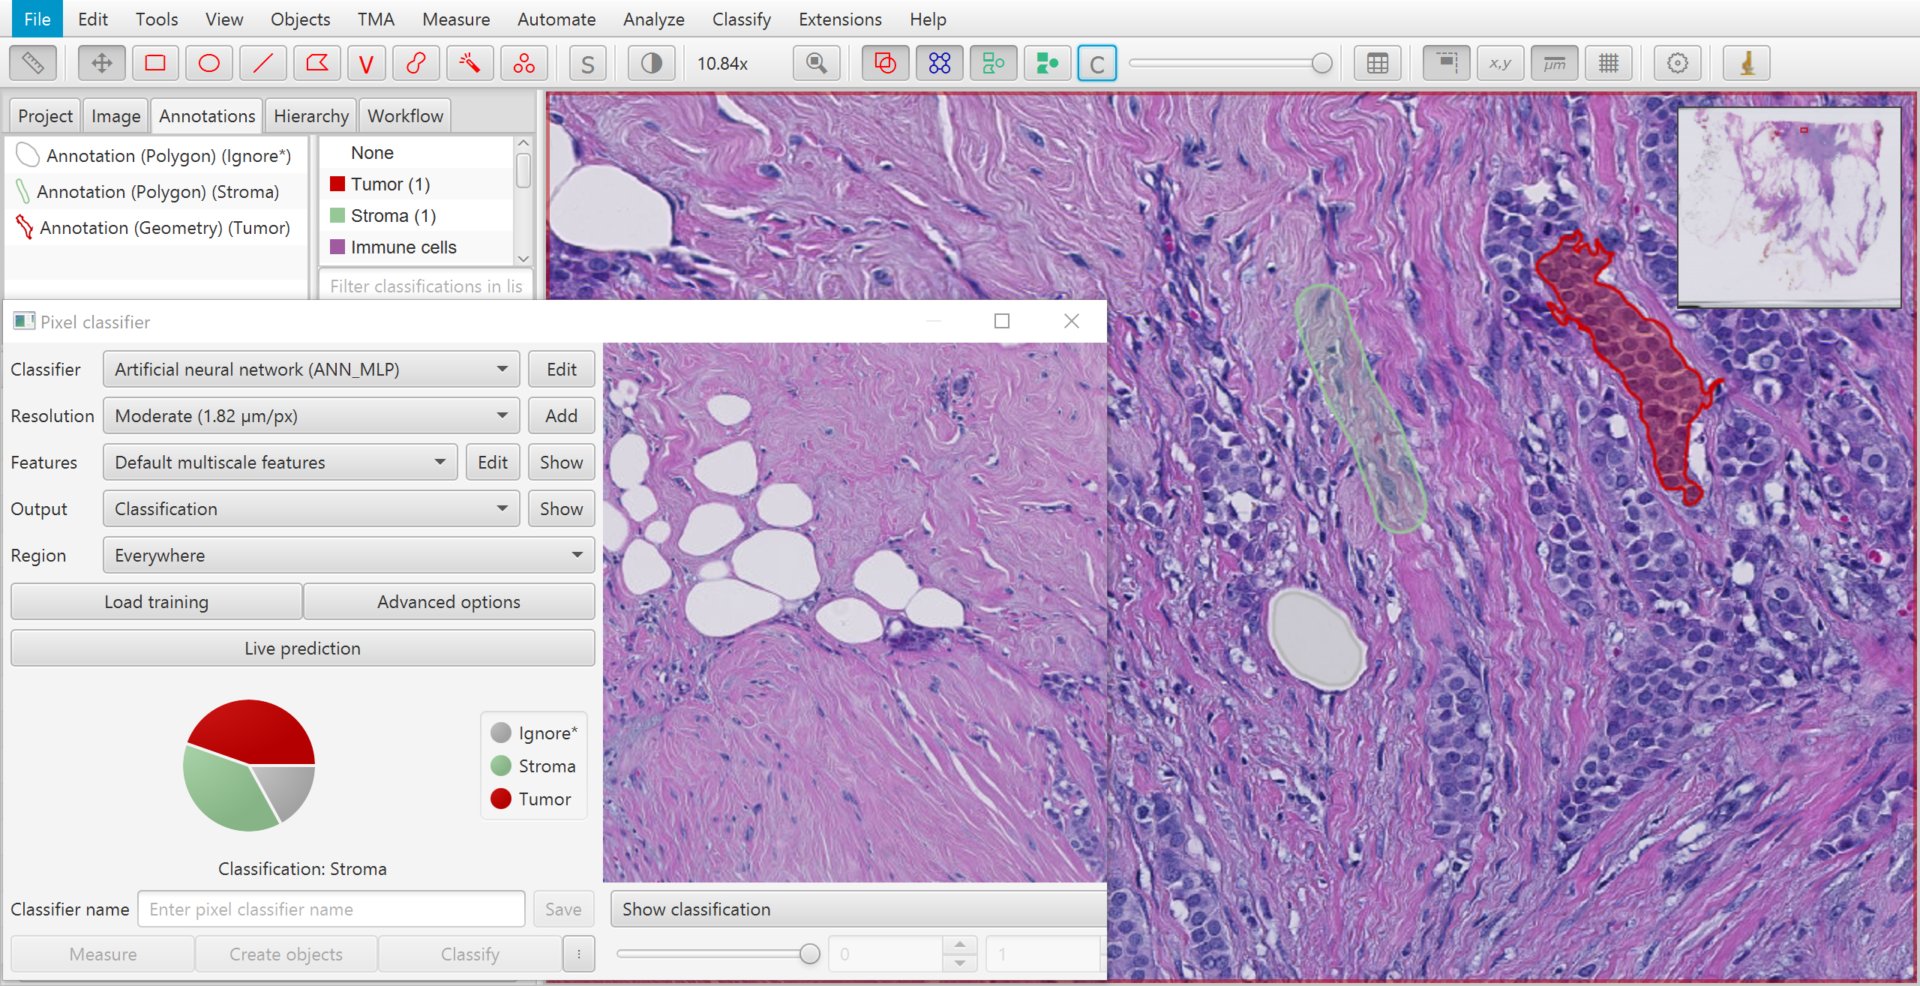 File Edit Tools View Objects TMA Measure Automate Analyze Classify Extensions Help
V S 10.84x C x,y µm
Project Image Annotations Hierarchy Workflow
Annotation (Polygon) (Ignore*)
Annotation (Polygon) (Stroma)
Annotation (Geometry) (Tumor)
None
Tumor (1)
Stroma (1)
Immune cells
Filter classifications in lis
Pixel classifier
Classifier Artificial neural network (ANN_MLP) Edit
Resolution Moderate (1.82 µm/px) Add
Features Default multiscale features Edit Show
Output Classification Show
Region Everywhere
Load training Advanced options
Live prediction
Ignore*
Stroma
Tumor
Classification: Stroma
Classifier name Enter pixel classifier name Save
Measure Create objects Classify
Show classification
0 1